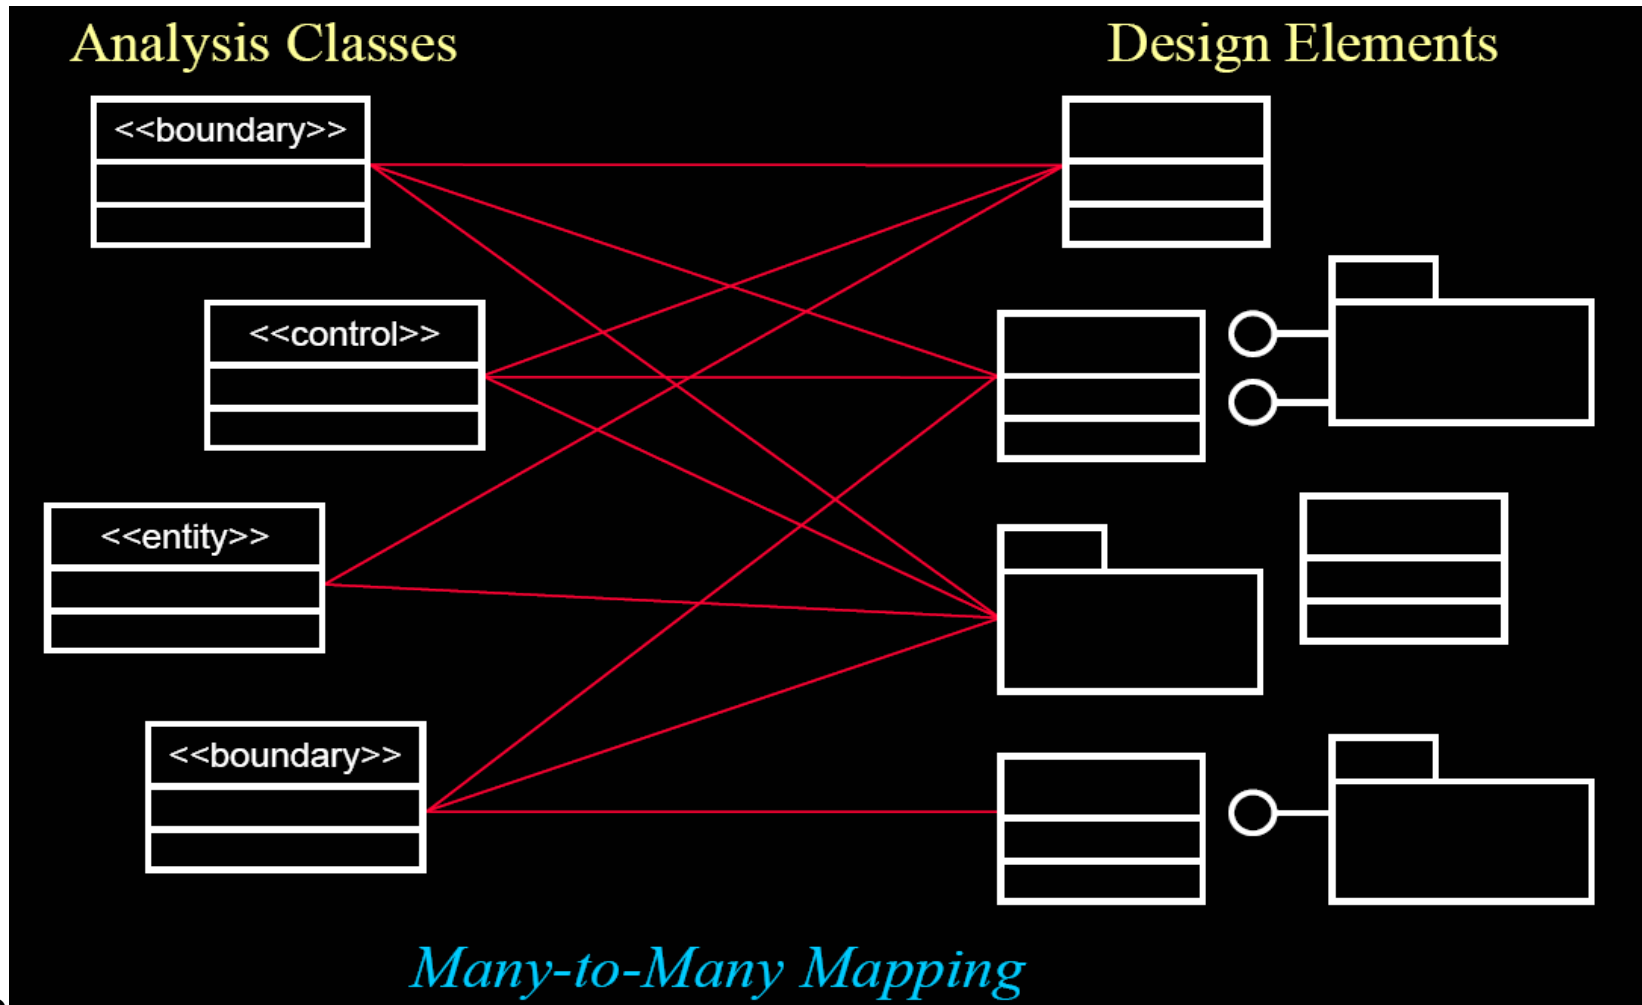 Analysis Classes
Design Elements
<<boundary>>
<<control>>
<<entity>>
<<boundary>>
Many-to-Many Mapping